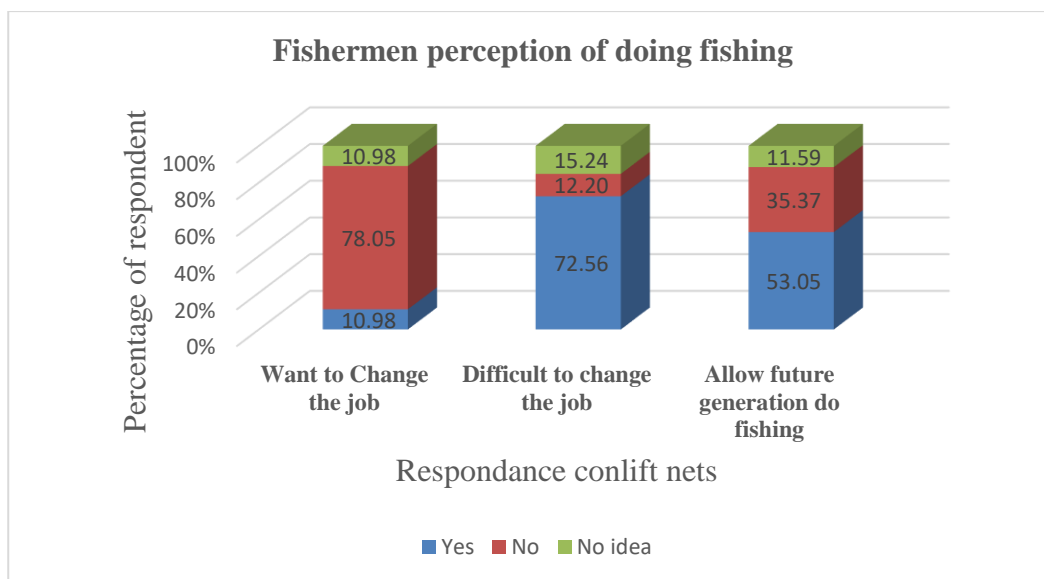 Fishermen perception of doing fishing
Percentage of respondent
100%
80%
60%
40%
20%
0%
10.98
78.05
10.98
15.24
12.20
72.56
11.59
35.37
53.05
Want to Change
the job
Difficult to change
the job
Allow future
generation do
fishing
Respondance conlift nets
Yes No No idea